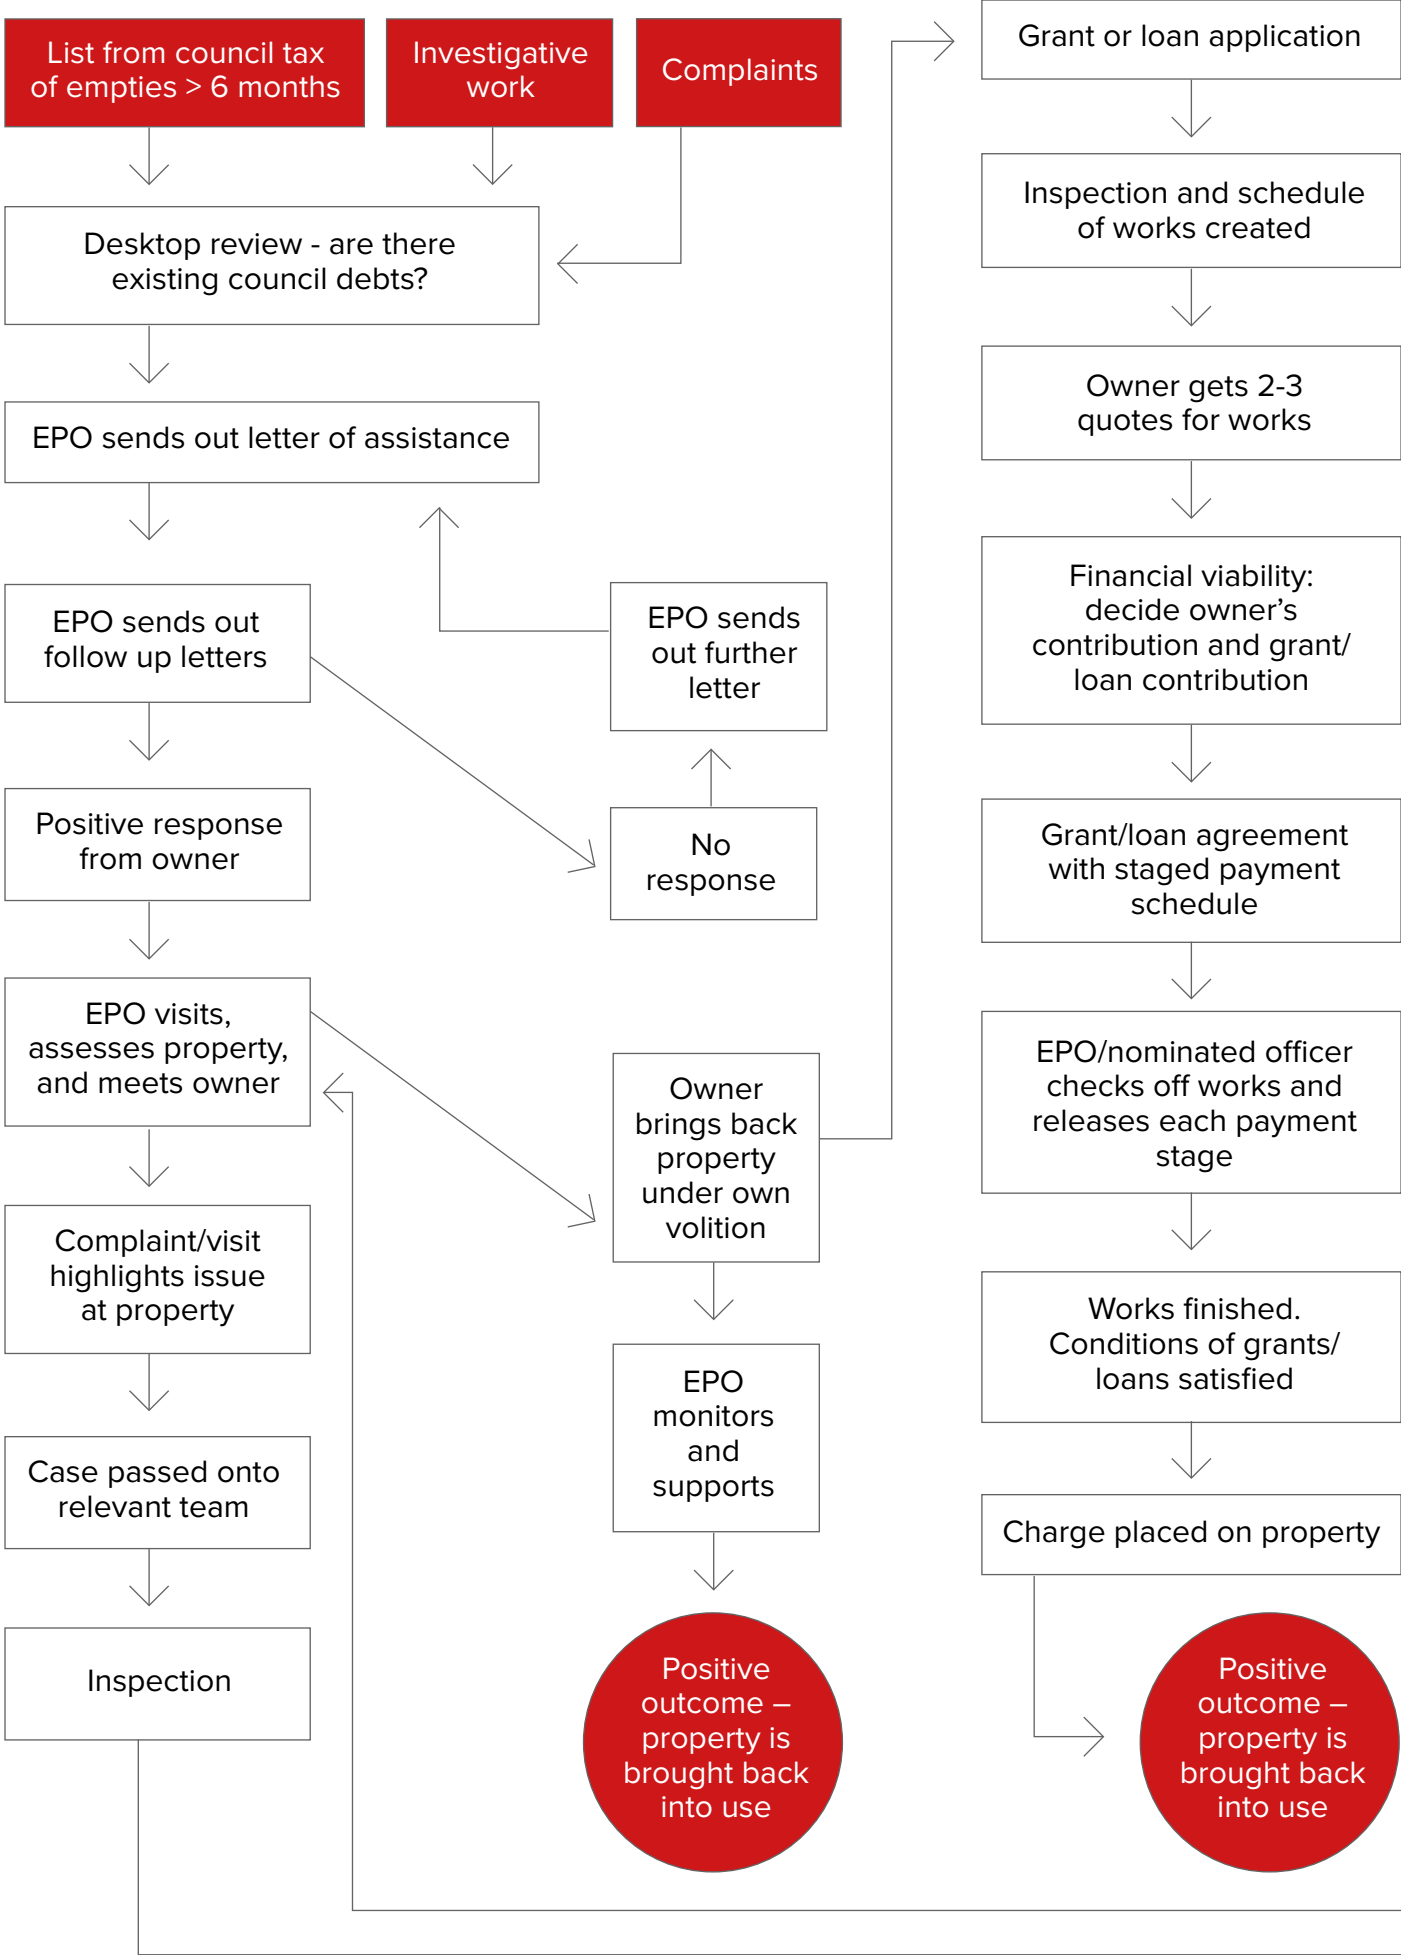 List from council tax
of empties > 6 months
Investigative
work
Complaints
Desktop review - are there
existing council debts?
EPO sends out letter of assistance
EPO sends out
follow up letters
EPO sends
out further
letter
No
response
Positive response
from owner
EPO visits,
assesses property,
and meets owner
Complaint/visit
highlights issue
at property
Case passed onto
relevant team
Inspection
Owner
brings back
property
under own
volition
EPO
monitors
and
supports
Positive
outcome –
property is
brought back
into use
Grant or loan application
Inspection and schedule
of works created
Owner gets 2-3
quotes for works
Financial viability:
decide owner’s
contribution and grant/
loan contribution
Grant/loan agreement
with staged payment
schedule
EPO/nominated officer
checks off works and
releases each payment
stage
Works finished.
Conditions of grants/
loans satisfied
Charge placed on property
Positive
outcome –
property is
brought back
into use